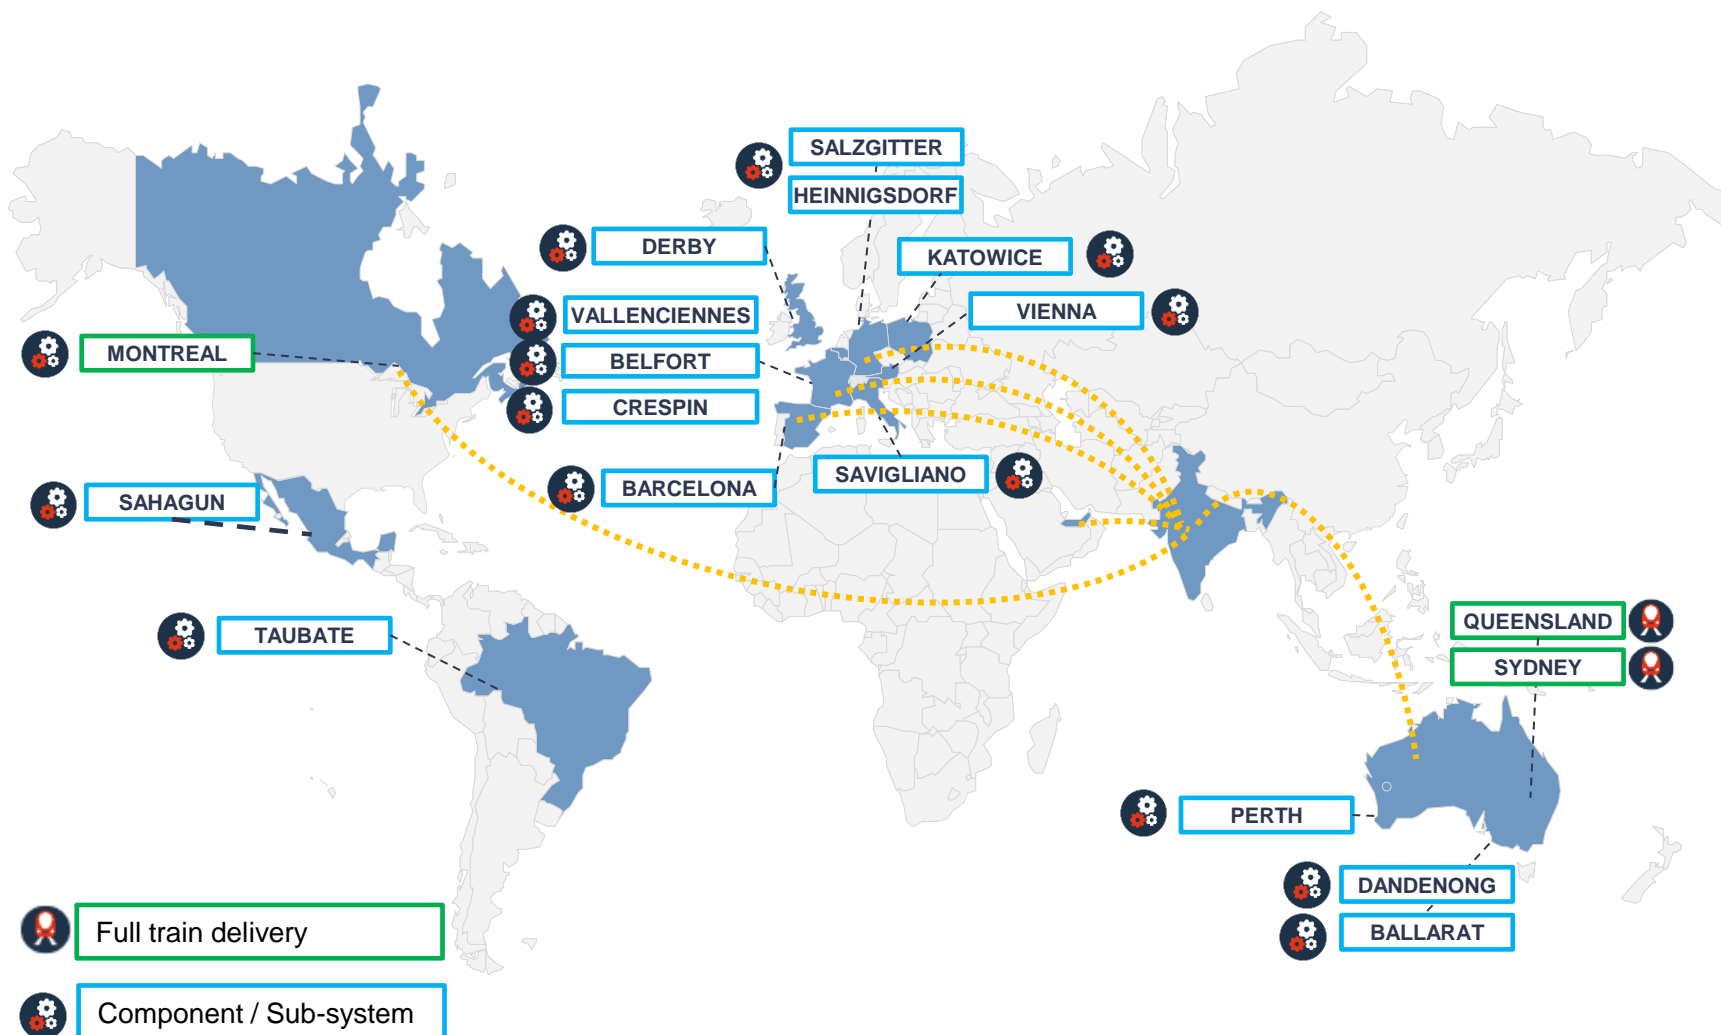 SALZGITTER
HEINNIGSDORF
DERBY
KATOWICE
VALLENCIENNES
VIENNA
MONTREAL
BELFORT
CRESPIN
SAHAGUN
BARCELONA
SAVIGLIANO
TAUBATE
QUEENSLAND
SYDNEY
PERTH
DANDENONG
BALLARAT
Full train delivery
Component / Sub-system